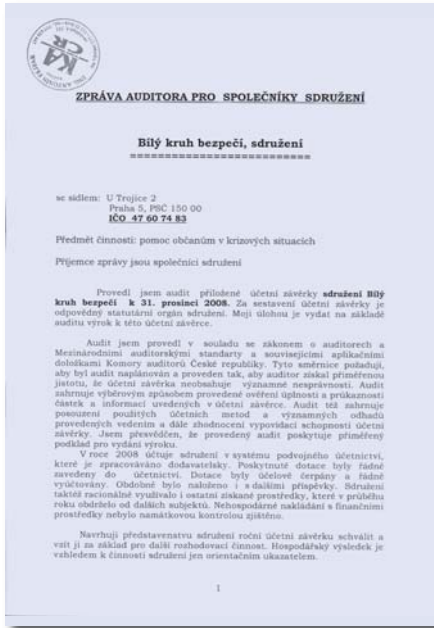 KA
ČR
ZPRÁVA AUDITORA PRO SPOLEČNÍKY SDRUŽENÍ
Bílý kruh bezpečí, sdružení
==========================
se sídlem: U Trojice 2
Praha 5, PSČ 150 00
IČO 47 60 74 83
Předmět činnosti: pomoc občanům v krizových situacích
Příjemce zprávy jsou společníci sdružení
Provedl jsem audit přiložené účetní závěrky sdružení Bílý
kruh bezpečí k 31. prosinci 2008. Za sestavení účetní závěrky je
odpovědný statutární orgán sdružení. Moji úlohou je vydat na základě
auditu výrok k této účetní závěrce.
Audit jsem provedl v souladu se zákonem o auditorech a
Mezinárodními auditorskými standarty a souvisejícími aplikačními
doložkami Komory auditorů České republiky. Tyto směrnice požadují,
aby byl audit naplánován a proveden tak, aby auditor získal přiměřenou
jistotu, že účetní závěrka neobsahuje významné nesprávnosti. Audit
zahrnuje výběrovým způsobem provedené ověření úplnosti a průkaznosti
částek a informací uvedených v účetní závěrce. Audit též zahrnuje
posouzení použitých účetních metod a významných odhadů
provedených vedením a dále zhodnocení vypovídací schopnosti účetní
závěrky. Jsem přesvědčen, že provedený audit poskytuje přiměřený
podklad pro vydání výroku.
V roce 2008 účtuje sdružení v systému podvojného účetnictví,
které je zpracováváno dodavatelsky. Poskytnuté dotace byly řádně
zavedeny do účetnictví. Dotace byly účelově čerpány a řádně
vyúčtovány. Obdobně bylo naloženo i s dalšími příspěvky. Sdružení
taktéž racionálně využívalo i ostatní získané prostředky, které v průběhu
roku obdrželo od dalších subjektů. Nehospodárné nakládání s finančními
prostředky nebylo namátkovou kontrolou zjištěno.
Navrhuji představenstvu sdružení roční účetní závěrku schválit a
vzít ji za základ pro další rozhodovací činnost. Hospodářský výsledek je
vzhledem k činnosti sdružení jen orientačním ukazatelem.
1